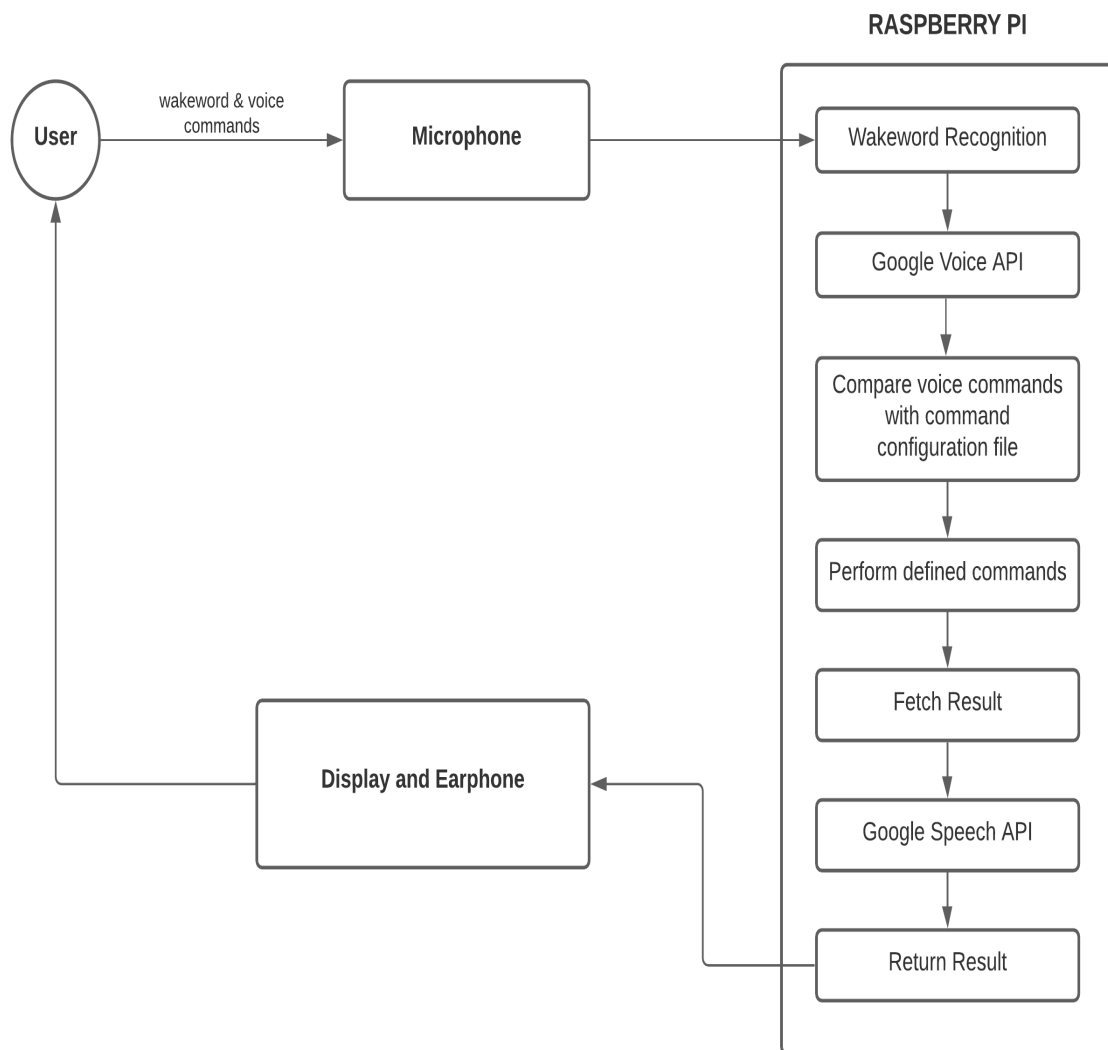 RASPBERRY PI
wakeword & voice
commands
User
Microphone
Wakeword Recognition
Google Voice API
Compare voice commands
with command
configuration file
Perform defined commands
Fetch Result
Display and Earphone
Google Speech API
Return Result